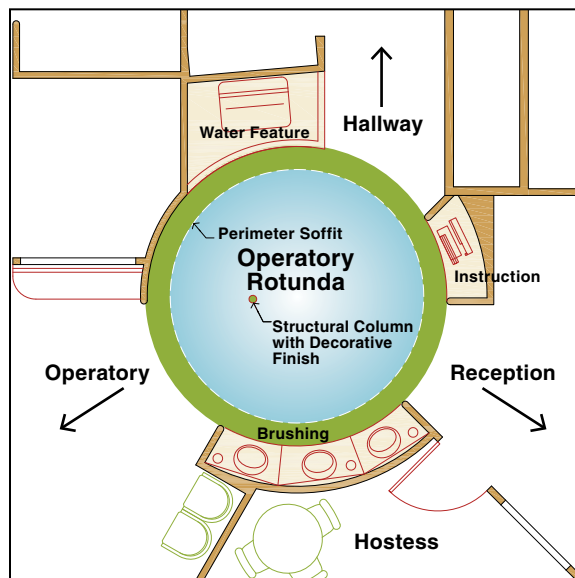 Water Feature
Hallway
Perimeter Soffit
Operatory
Rotunda
Instruction
Structural Column
with Decorative
Finish
Operatory
Reception
Brushing
Hostess